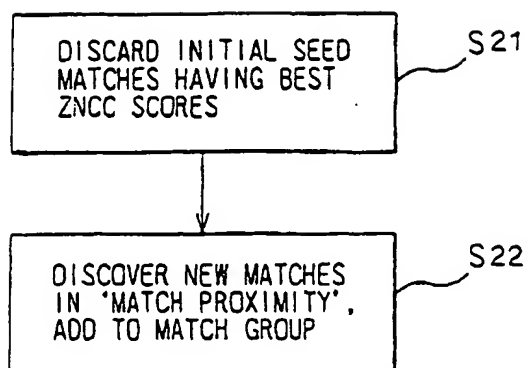 DISCARD INITIAL SEED
MATCHES HAVING BEST
ZNCC SCORES
S21
DISCOVER NEW MATCHES
IN 'MATCH PROXIMITY',
ADD TO MATCH GROUP
S22